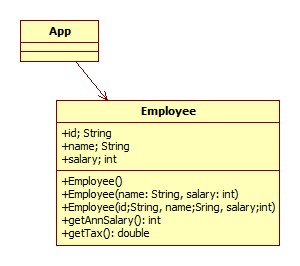 App
Employee
+id; String
+name; String
+salary; int
+Employee()
+Employee(name: String, salary: int)
+Employee(id;String, name;Sring, salary;int)
+getAnnSalary(): int
+getTax(): double